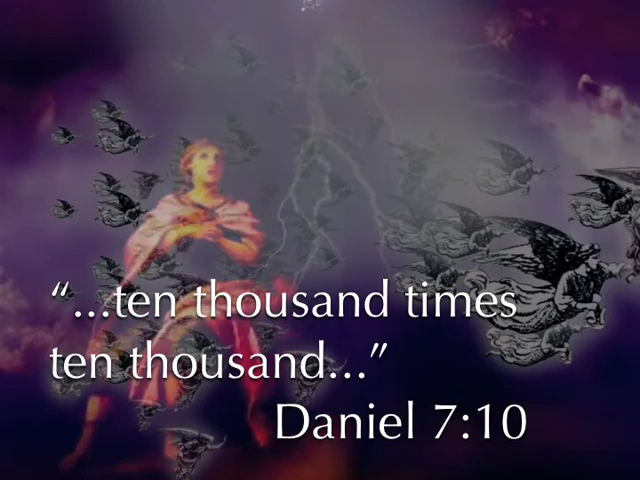 “...ten thousand times
ten thousand...”
Daniel 7:10